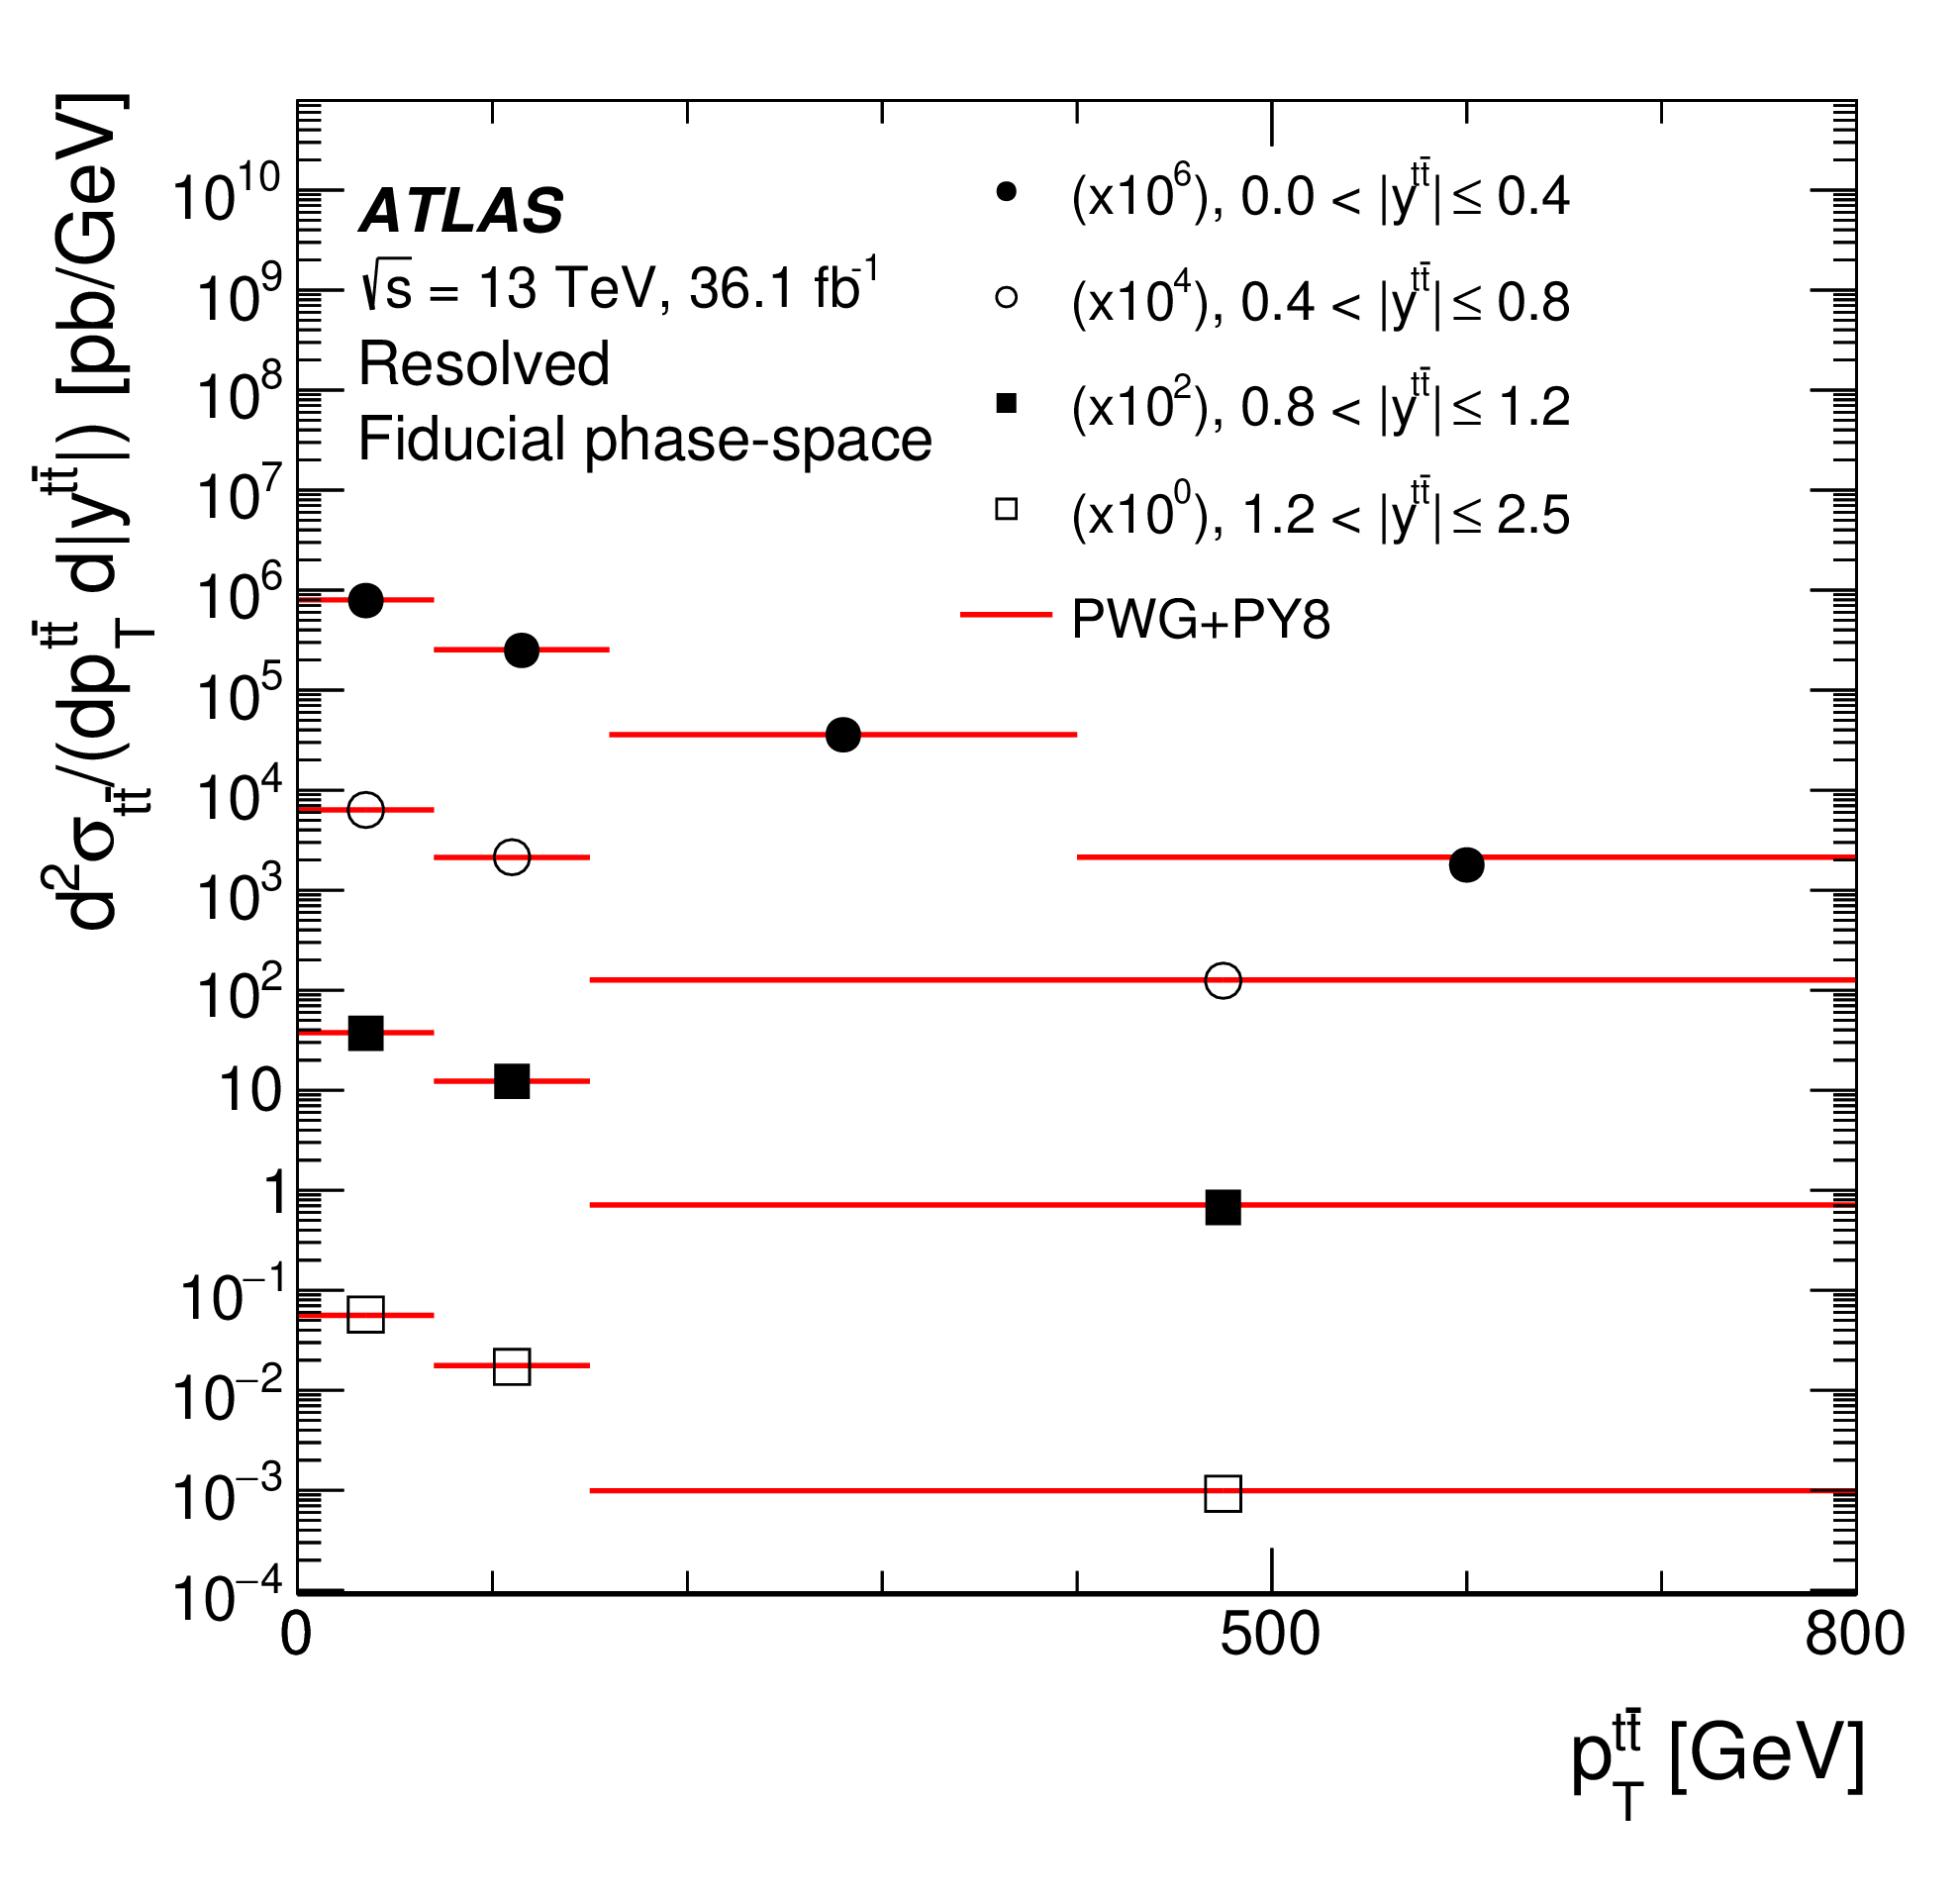 ATLAS
√s = 13 TeV, 36.1 fb⁻¹
Resolved
Fiducial phase-space
(x10⁶), 0.0 < |y^{tt̄}| ≤ 0.4
(x10⁴), 0.4 < |y^{tt̄}| ≤ 0.8
(x10²), 0.8 < |y^{tt̄}| ≤ 1.2
(x10⁰), 1.2 < |y^{tt̄}| ≤ 2.5
PWG+PY8
d²σ_{tt̄}/(dp_T^{tt̄} d|y^{tt̄}|) [pb/GeV]
10¹⁰
10⁹
10⁸
10⁷
10⁶
10⁵
10⁴
10³
10²
10
1
10⁻¹
10⁻²
10⁻³
10⁻⁴
0 500 800
p_T^{tt̄} [GeV]